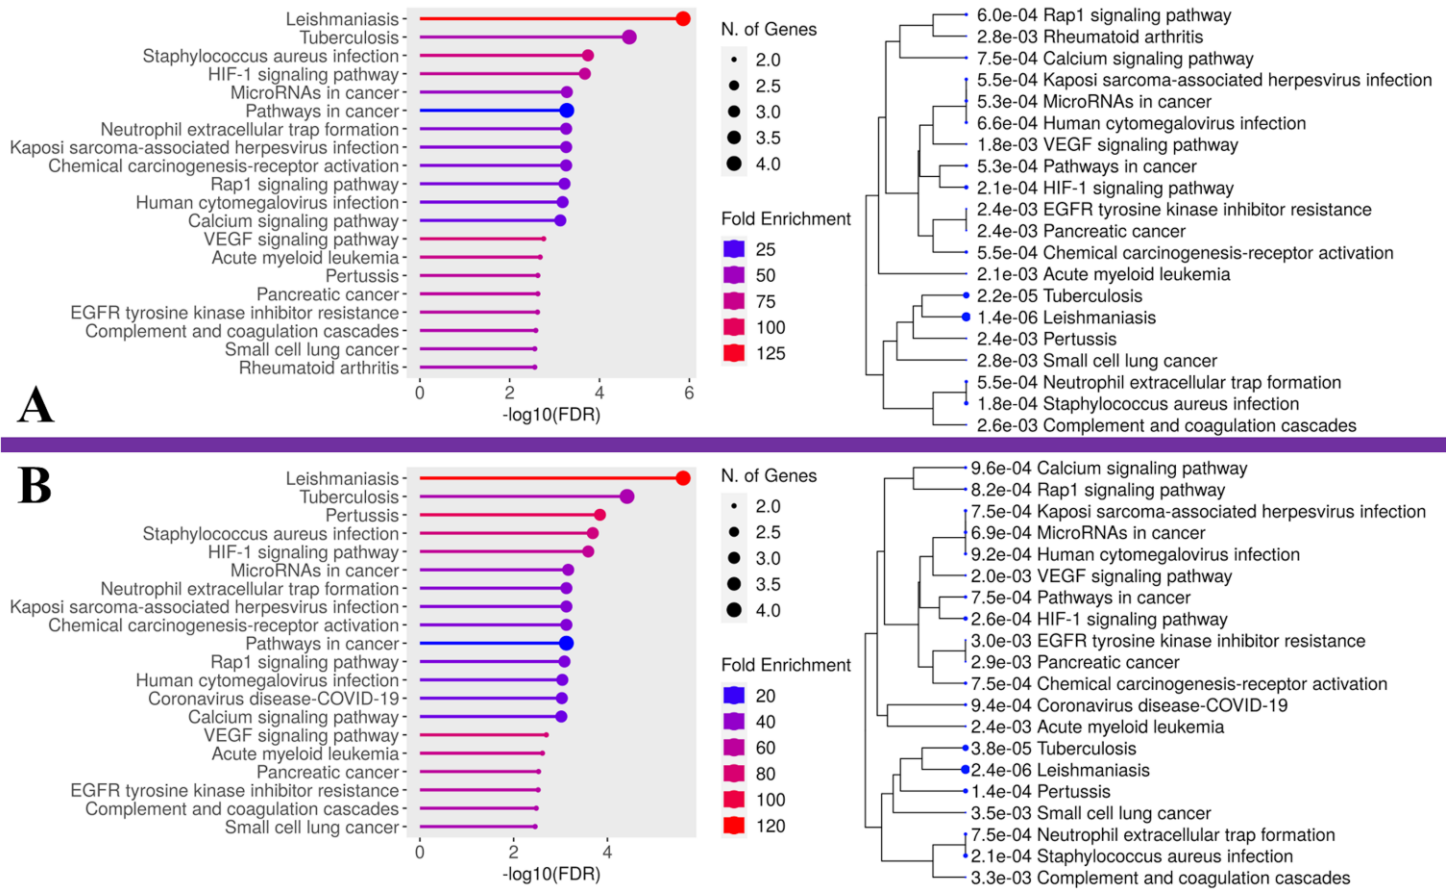 Leishmaniasis
Tuberculosis
Staphylococcus aureus infection
HIF-1 signaling pathway
MicroRNAs in cancer
Pathways in cancer
Neutrophil extracellular trap formation
Kaposi sarcoma-associated herpesvirus infection
Chemical carcinogenesis-receptor activation
Rap1 signaling pathway
Human cytomegalovirus infection
Calcium signaling pathway
VEGF signaling pathway
Acute myeloid leukemia
Pertussis
Pancreatic cancer
EGFR tyrosine kinase inhibitor resistance
Complement and coagulation cascades
Small cell lung cancer
Rheumatoid arthritis
0 2 4 6
-log10(FDR)
A
N. of Genes
2.0
2.5
3.0
3.5
4.0
Fold Enrichment
25
50
75
100
125
6.0e-04 Rap1 signaling pathway
2.8e-03 Rheumatoid arthritis
7.5e-04 Calcium signaling pathway
5.5e-04 Kaposi sarcoma-associated herpesvirus infection
5.3e-04 MicroRNAs in cancer
6.6e-04 Human cytomegalovirus infection
1.8e-03 VEGF signaling pathway
5.3e-04 Pathways in cancer
2.1e-04 HIF-1 signaling pathway
2.4e-03 EGFR tyrosine kinase inhibitor resistance
2.4e-03 Pancreatic cancer
5.5e-04 Chemical carcinogenesis-receptor activation
2.1e-03 Acute myeloid leukemia
2.2e-05 Tuberculosis
1.4e-06 Leishmaniasis
2.4e-03 Pertussis
2.8e-03 Small cell lung cancer
5.5e-04 Neutrophil extracellular trap formation
1.8e-04 Staphylococcus aureus infection
2.6e-03 Complement and coagulation cascades
B
Leishmaniasis
Tuberculosis
Pertussis
Staphylococcus aureus infection
HIF-1 signaling pathway
MicroRNAs in cancer
Neutrophil extracellular trap formation
Kaposi sarcoma-associated herpesvirus infection
Chemical carcinogenesis-receptor activation
Pathways in cancer
Rap1 signaling pathway
Human cytomegalovirus infection
Coronavirus disease-COVID-19
Calcium signaling pathway
VEGF signaling pathway
Acute myeloid leukemia
Pancreatic cancer
EGFR tyrosine kinase inhibitor resistance
Complement and coagulation cascades
Small cell lung cancer
0 2 4
-log10(FDR)
N. of Genes
2.0
2.5
3.0
3.5
4.0
Fold Enrichment
20
40
60
80
100
120
9.6e-04 Calcium signaling pathway
8.2e-04 Rap1 signaling pathway
7.5e-04 Kaposi sarcoma-associated herpesvirus infection
6.9e-04 MicroRNAs in cancer
9.2e-04 Human cytomegalovirus infection
2.0e-03 VEGF signaling pathway
7.5e-04 Pathways in cancer
2.6e-04 HIF-1 signaling pathway
3.0e-03 EGFR tyrosine kinase inhibitor resistance
2.9e-03 Pancreatic cancer
7.5e-04 Chemical carcinogenesis-receptor activation
9.4e-04 Coronavirus disease-COVID-19
2.4e-03 Acute myeloid leukemia
3.8e-05 Tuberculosis
2.4e-06 Leishmaniasis
1.4e-04 Pertussis
3.5e-03 Small cell lung cancer
7.5e-04 Neutrophil extracellular trap formation
2.1e-04 Staphylococcus aureus infection
3.3e-03 Complement and coagulation cascades